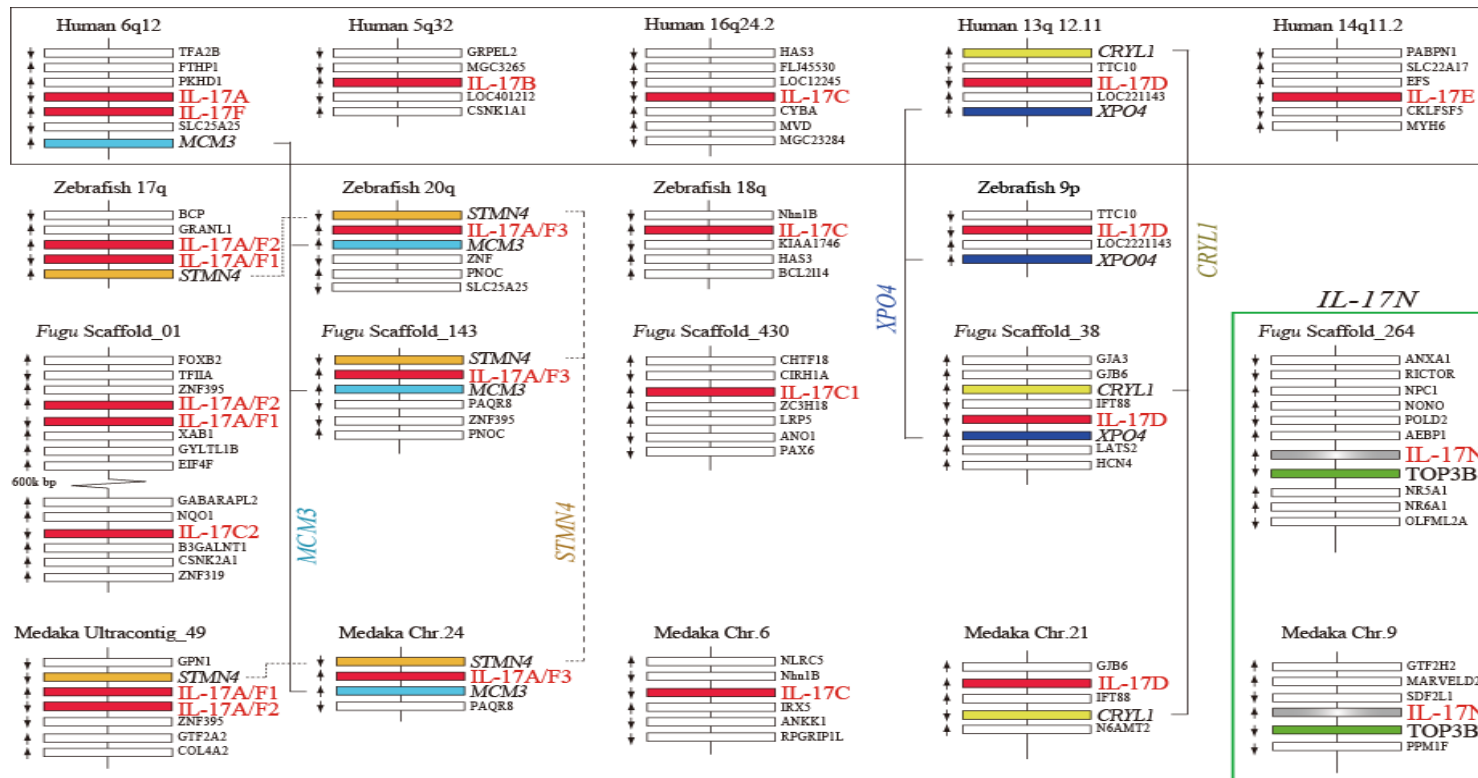 Human 6q12
TFA2B
FTHP1
PKHD1
IL-17A
IL-17F
SLC25A25
MCM3
Human 5q32
GRPEL2
MGC3265
IL-17B
LOC401212
CSNK1A1
Human 16q24.2
HAS3
FLJ45530
LOC12245
IL-17C
CYBA
MVD
MGC23284
Human 13q 12.11
CRYL1
TTC10
IL-17D
LOC221143
XPO4
Human 14q11.2
PABPN1
SLC22A17
EFS
IL-17E
CKLFSF5
MYH6
Zebrafish 17q
BCP
GRANL1
IL-17A/F2
IL-17A/F1
STMN4
Zebrafish 20q
STMN4
IL-17A/F3
MCM3
ZNF
PNOC
SLC25A25
Zebrafish 18q
Nhn1B
IL-17C
KIAA1746
HAS3
BCL2I14
Zebrafish 9p
TTC10
IL-17D
LOC2221143
XPO04
XPO4
CRYL1
IL-17N
Fugu Scaffold_01
FOXB2
TFIIA
ZNF395
IL-17A/F2
IL-17A/F1
XAB1
GYLTL1B
EIF4F
600k bp
GABARAPL2
NQO1
IL-17C2
B3GALNT1
CSNK2A1
ZNF319
Fugu Scaffold_143
STMN4
IL-17A/F3
MCM3
PAQR8
ZNF395
PNOC
MCM3
STMN4
Fugu Scaffold_430
CHTF18
CIRH1A
IL-17C1
ZC3H18
LRP5
ANO1
PAX6
Fugu Scaffold_38
GJA3
GJB6
CRYL1
IFT88
IL-17D
XPO4
LATS2
HCN4
Fugu Scaffold_264
ANXA1
RICTOR
NPC1
NONO
POLD2
AEBP1
IL-17N
TOP3B
NR5A1
NR6A1
OLFML2A
Medaka Ultracontig_49
GPN1
STMN4
IL-17A/F1
IL-17A/F2
ZNF395
GTF2A2
COL4A2
Medaka Chr.24
STMN4
IL-17A/F3
MCM3
PAQR8
Medaka Chr.6
NLRC5
Nhn1B
IL-17C
IRX5
ANKK1
RPGRIP1L
Medaka Chr.21
GJB6
IL-17D
IFT88
CRYL1
N6AMT2
Medaka Chr.9
GTF2H2
MARVELD2
SDF2L1
IL-17N
TOP3B
PPM1F